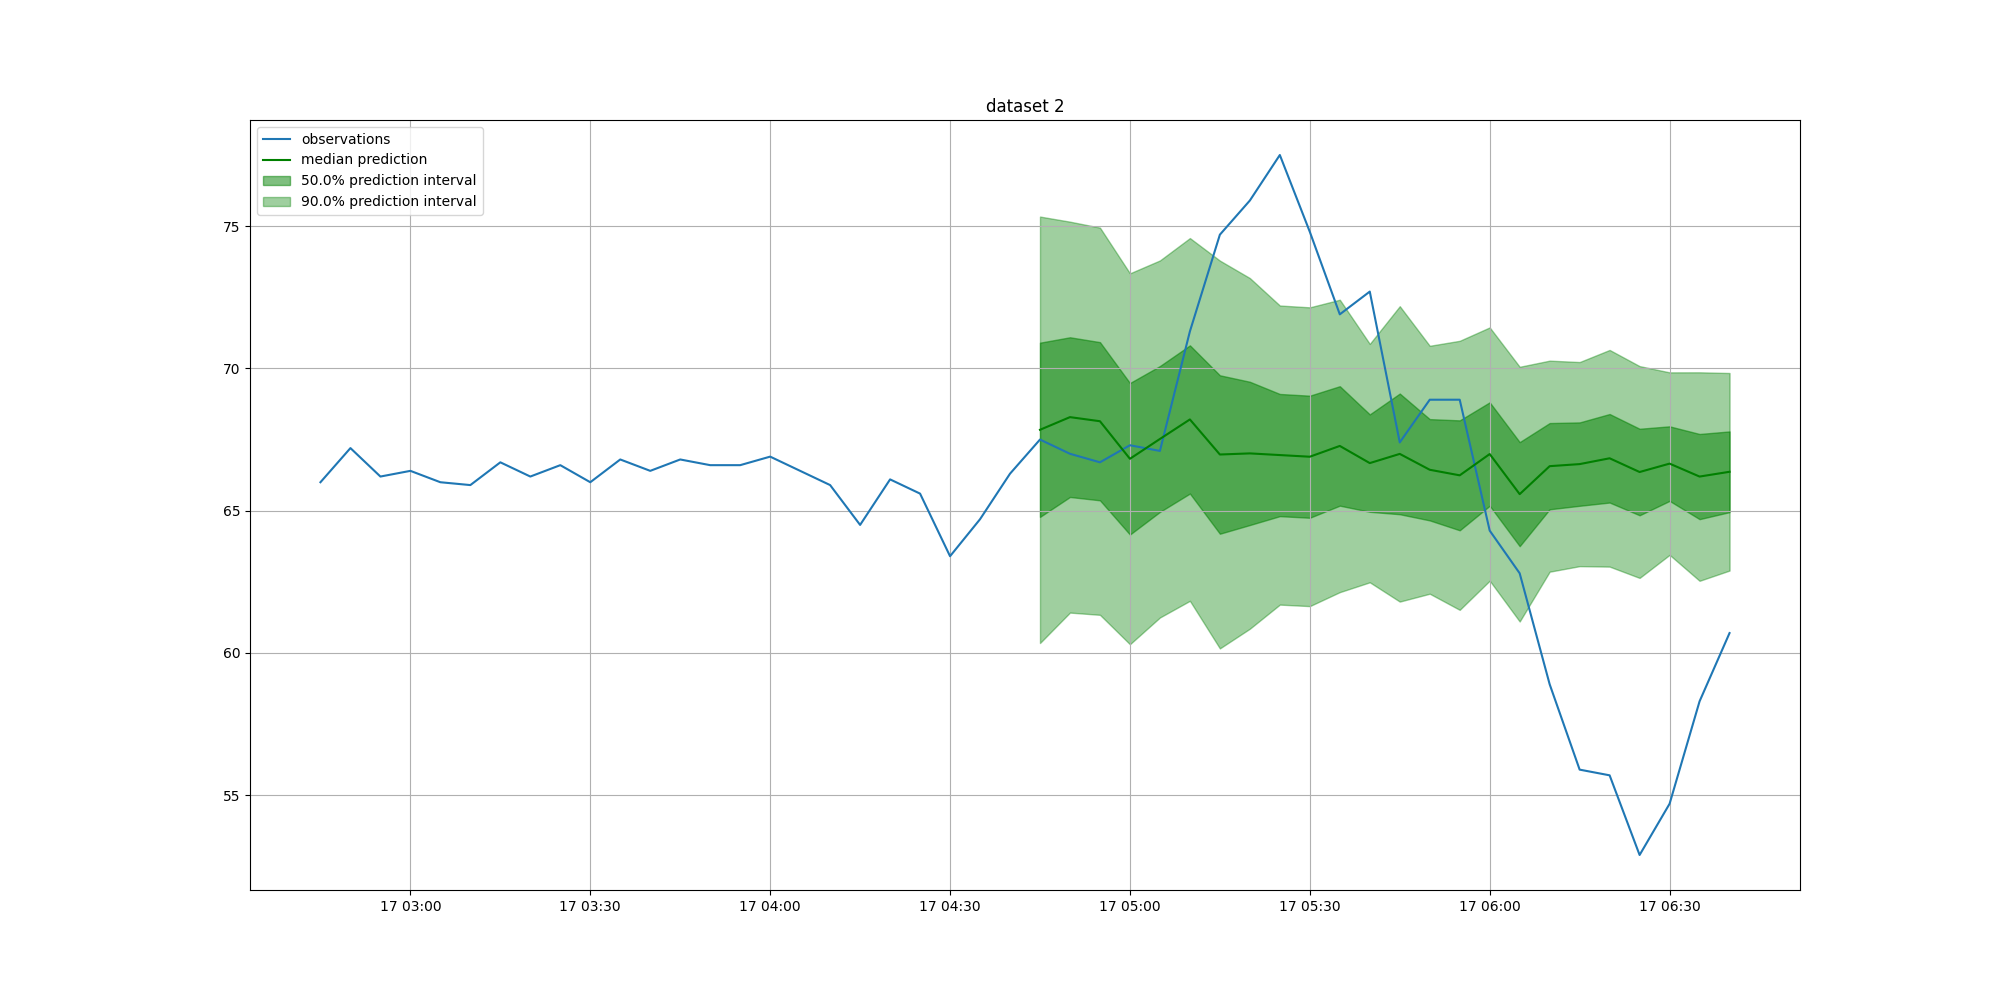 dataset 2
observations
median prediction
50.0% prediction interval
90.0% prediction interval
75
70
65
60
55
17 03:00
17 03:30
17 04:00
17 04:30
17 05:00
17 05:30
17 06:00
17 06:30